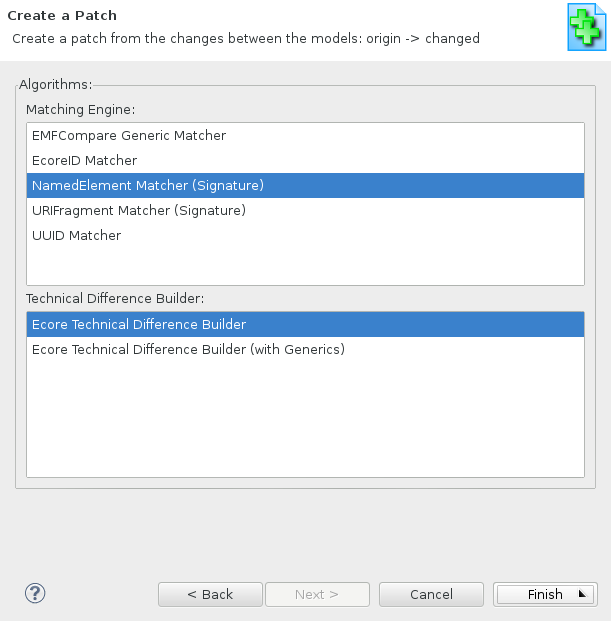 Create a Patch
Create a patch from the changes between the models: origin -> changed
Algorithms:
Matching Engine:
EMFCompare Generic Matcher
EcoreID Matcher
NamedElement Matcher (Signature)
URIFragment Matcher (Signature)
UUID Matcher
Technical Difference Builder:
Ecore Technical Difference Builder
Ecore Technical Difference Builder (with Generics)
? < Back Next > Cancel Finish